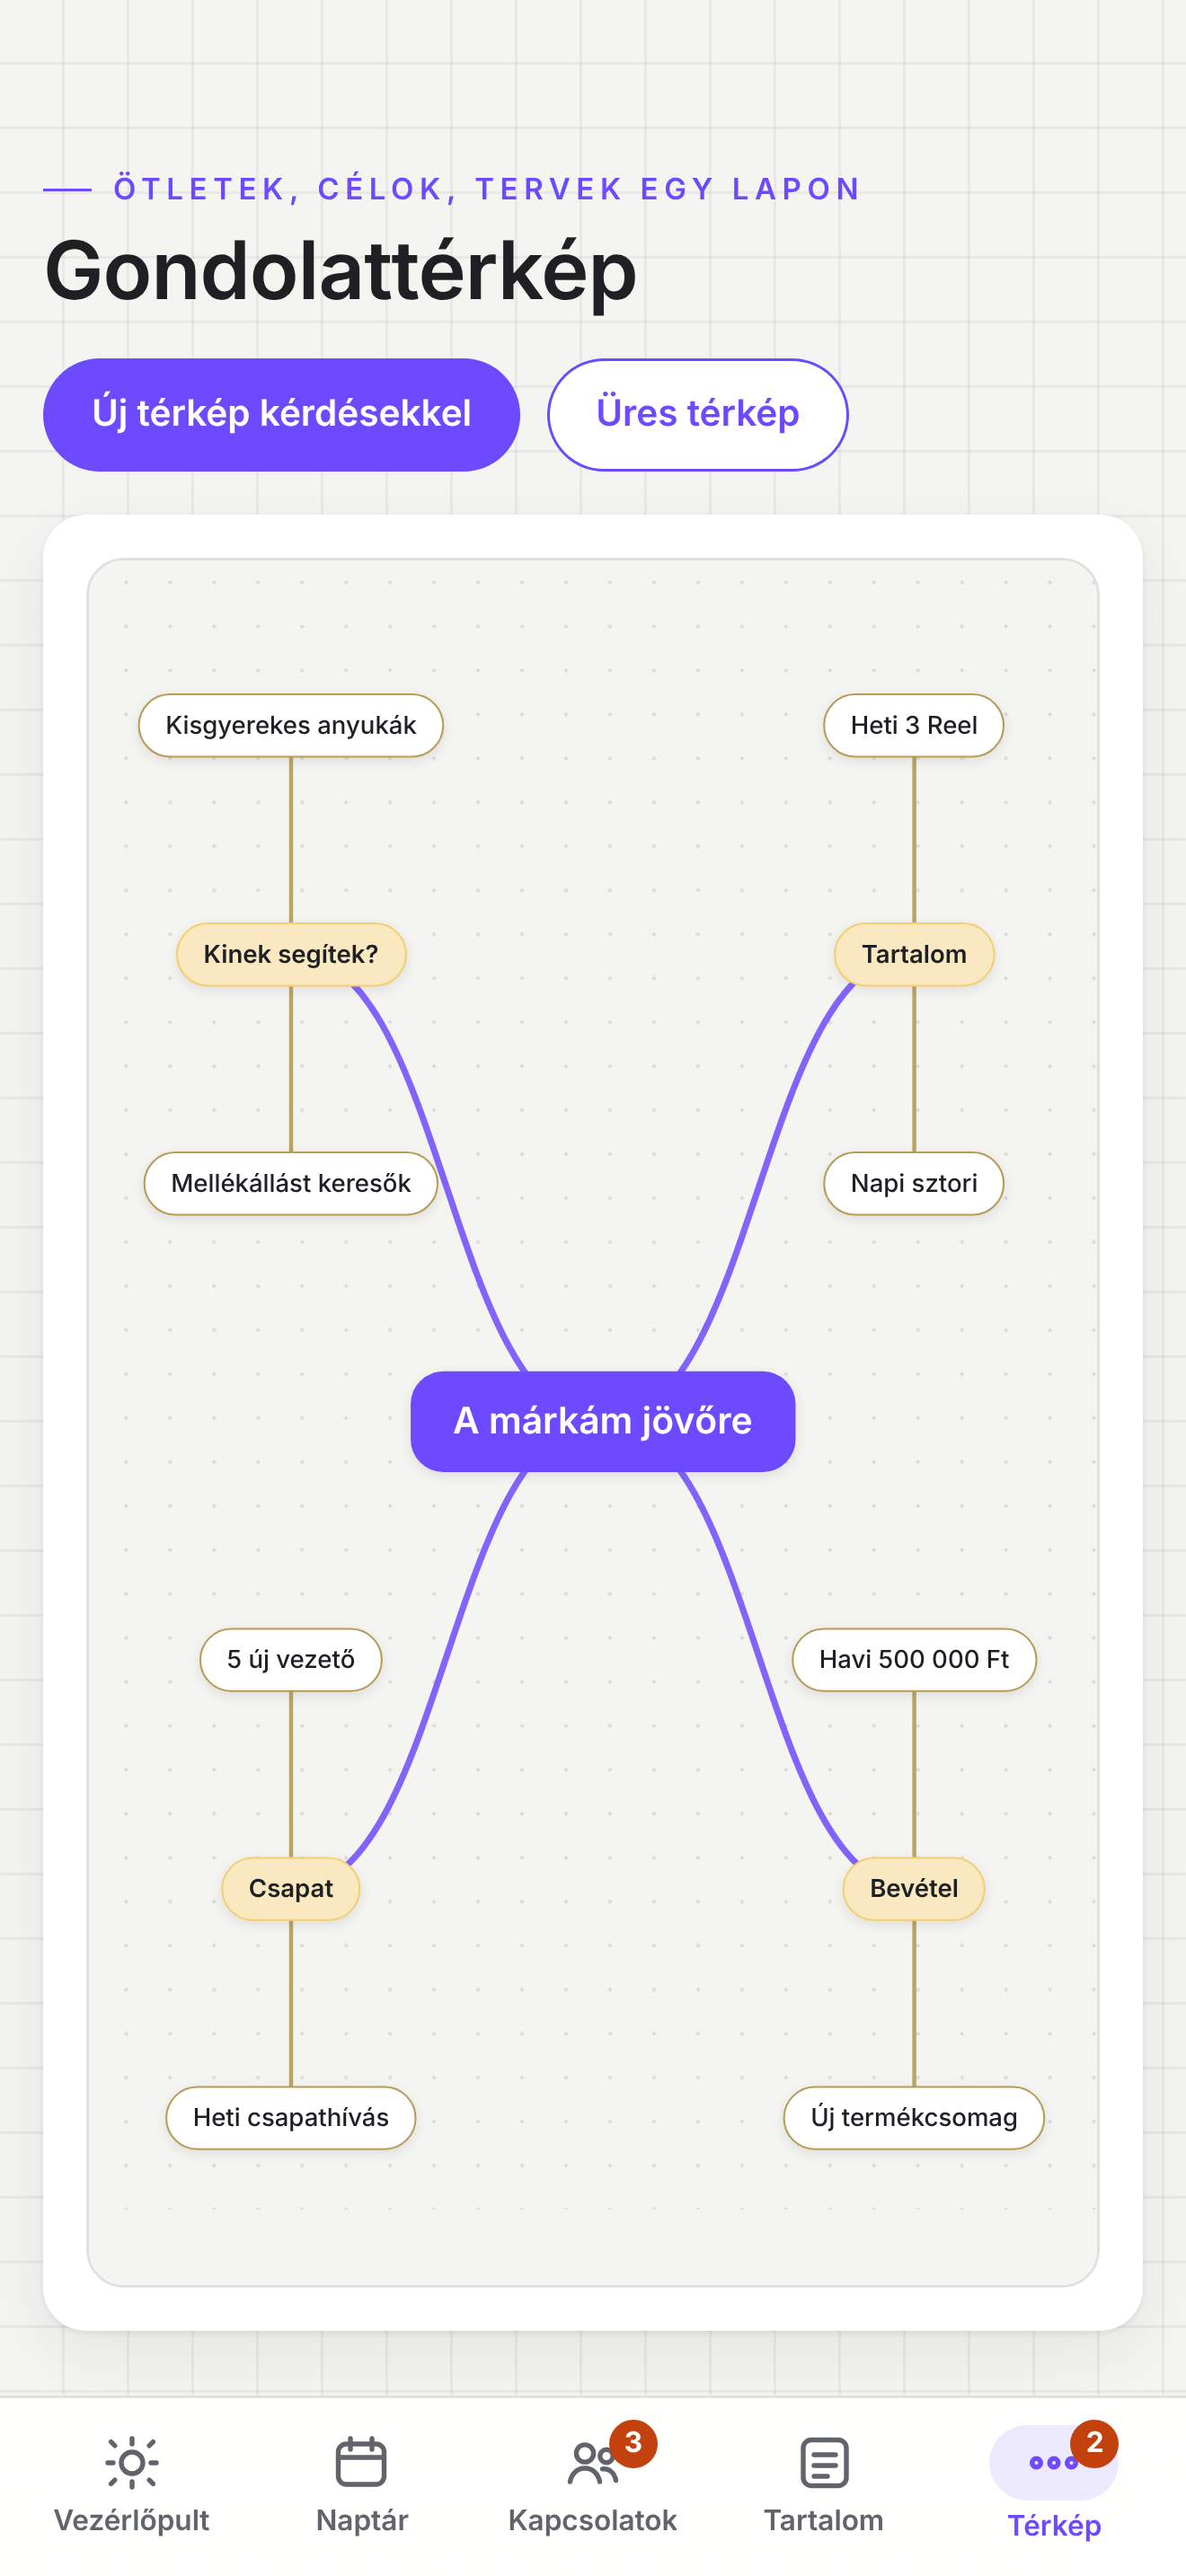 ÖTLETEK, CÉLOK, TERVEK EGY LAPON
Gondolattérkép
Új térkép kérdésekkel
Üres térkép
Kisgyerekes anyukák
Heti 3 Reel
Kinek segítek?
Tartalom
Mellékállást keresők
Napi sztori
A márkám jövőre
5 új vezető
Havi 500 000 Ft
Csapat
Bevétel
Heti csapathívás
Új termékcsomag
3
2
Vezérlőpult
Naptár
Kapcsolatok
Tartalom
Térkép